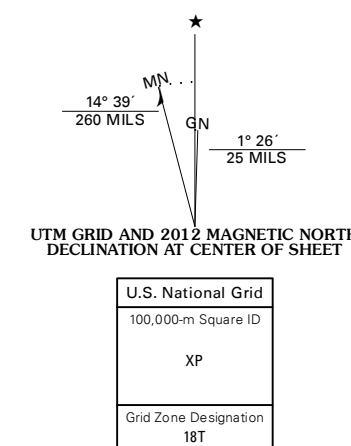 ★
MN
GN
14° 39´
260 MILS
1° 26´
25 MILS
UTM GRID AND 2012 MAGNETIC NORTH
DECLINATION AT CENTER OF SHEET
U.S. National Grid
100,000-m Square ID
XP
Grid Zone Designation
18T